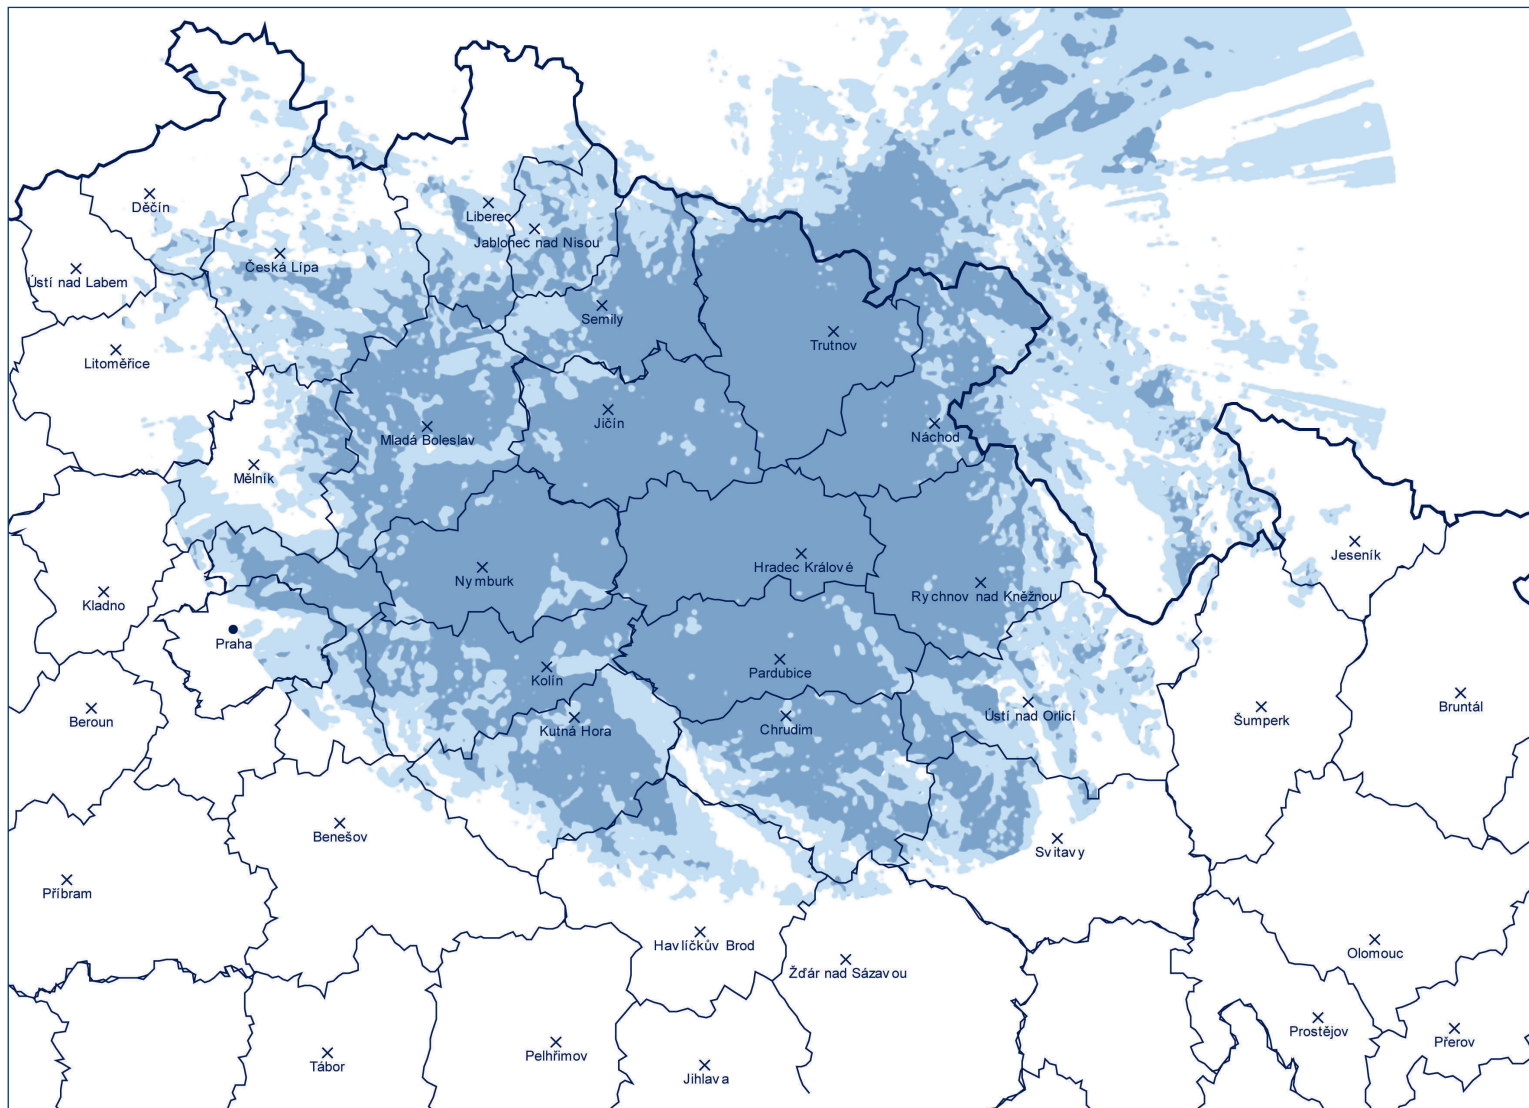 Děčín
Liberec
Jablonec nad Nisou
Česká Lípa
Ústí nad Labem
Semily
Trutnov
Litoměřice
Jičín
Náchod
Mladá Boleslav
Mělník
Jeseník
Hradec Králové
Nymburk
Rychnov nad Kněžnou
Kladno
Praha
Pardubice
Kolín
Ústí nad Orlicí
Šumperk
Bruntál
Beroun
Kutná Hora
Chrudim
Benešov
Svitavy
Příbram
Havlíčkův Brod
Olomouc
Žďár nad Sázavou
Prostějov
Přerov
Pelhřimov
Tábor
Jihlava